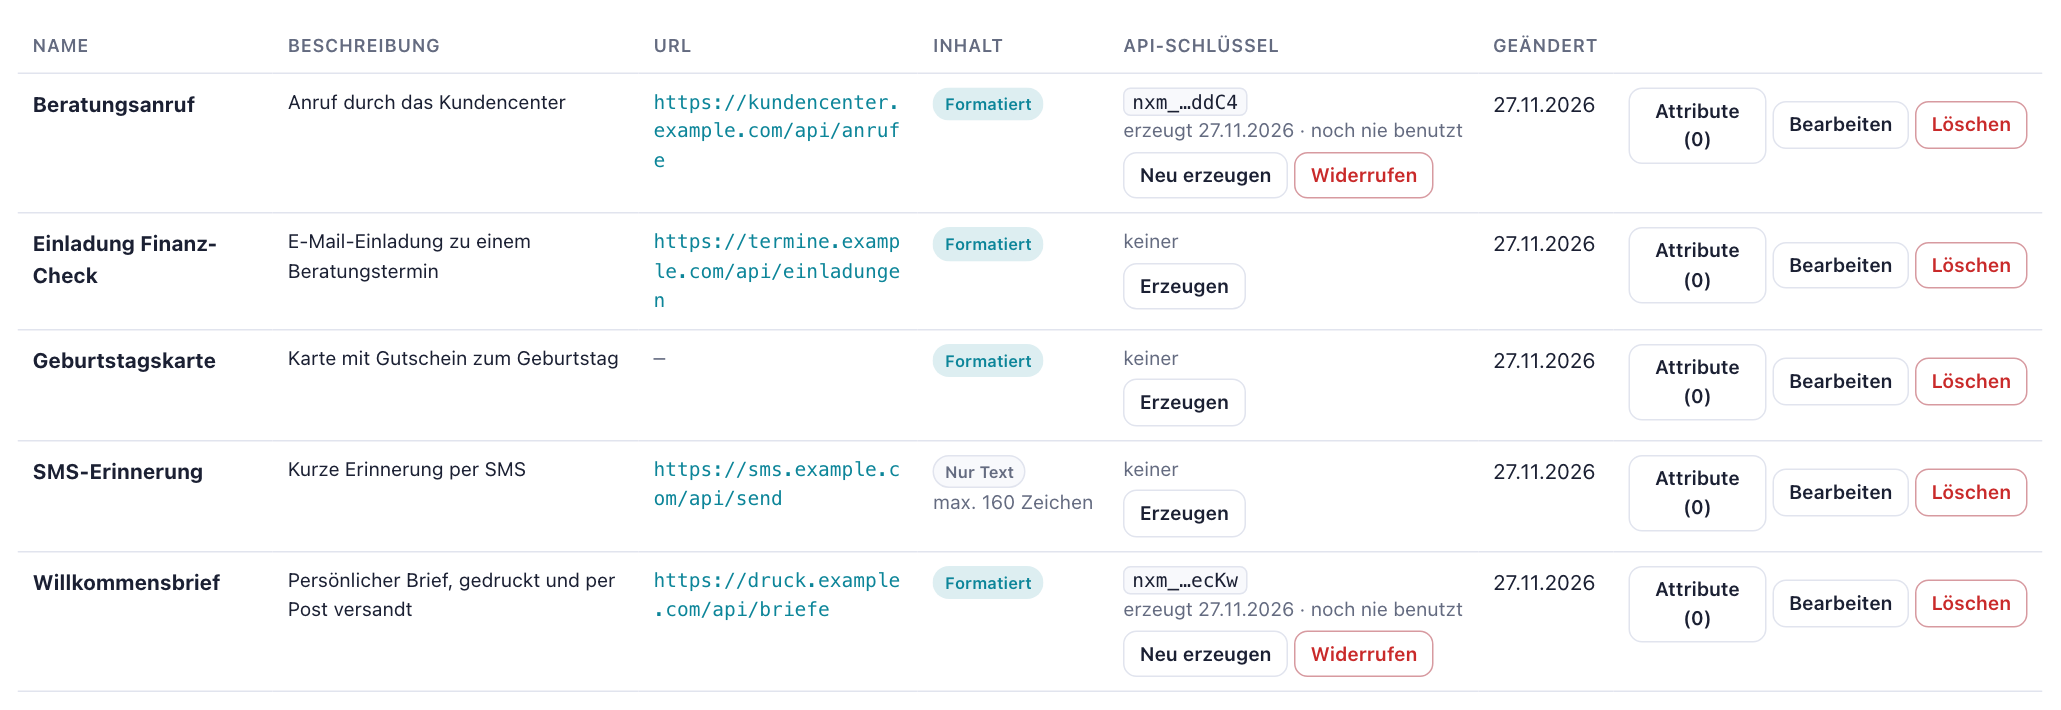 NAME BESCHREIBUNG URL INHALT API-SCHLÜSSEL GEÄNDERT
Beratungsanruf
Anruf durch das Kundencenter
https://kundencenter.
example.com/api/anruf
e
Formatiert
nxm_…ddC4
erzeugt 27.11.2026 · noch nie benutzt
Neu erzeugen Widerrufen
27.11.2026
Attribute
(0)
Bearbeiten Löschen
Einladung Finanz-
Check
E-Mail-Einladung zu einem
Beratungstermin
https://termine.examp
le.com/api/einladunge
n
Formatiert
keiner
Erzeugen
27.11.2026
Attribute
(0)
Bearbeiten Löschen
Geburtstagskarte
Karte mit Gutschein zum Geburtstag
–
Formatiert
keiner
Erzeugen
27.11.2026
Attribute
(0)
Bearbeiten Löschen
SMS-Erinnerung
Kurze Erinnerung per SMS
https://sms.example.c
om/api/send
Nur Text
max. 160 Zeichen
keiner
Erzeugen
27.11.2026
Attribute
(0)
Bearbeiten Löschen
Willkommensbrief
Persönlicher Brief, gedruckt und per
Post versandt
https://druck.example
.com/api/briefe
Formatiert
nxm_…ecKw
erzeugt 27.11.2026 · noch nie benutzt
Neu erzeugen Widerrufen
27.11.2026
Attribute
(0)
Bearbeiten Löschen